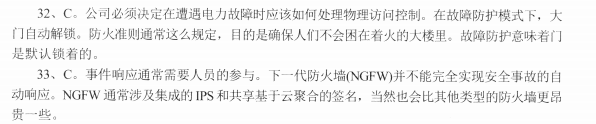 32、C。公司必须决定在遭遇电力故障时应该如何处理物理访问控制。在故障防护模式下，大
门自动解锁。防火准则通常这么规定，目的是确保人们不会困在着火的大楼里。故障防护意味着门
是默认锁着的。
33、C。事件响应通常需要人员的参与。下一代防火墙(NGFW)并不能完全实现安全事故的自
动响应。NGFW 通常涉及集成的 IPS 和共享基于云聚合的签名，当然也会比其他类型的防火墙更昂
贵一些。